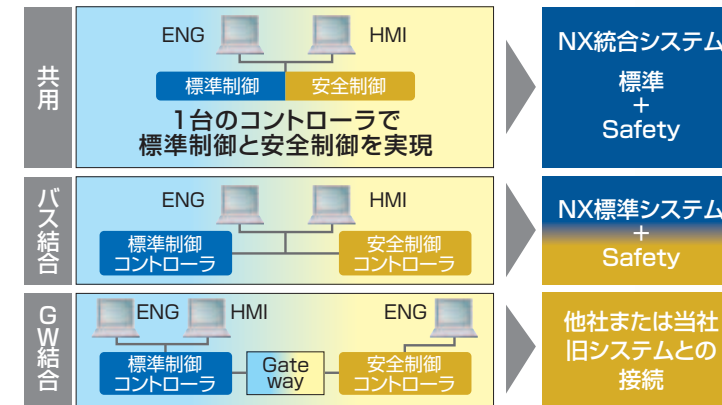 共用
ENG
HMI
標準制御
安全制御
1台のコントローラで
標準制御と安全制御を実現
NX統合システム
標準
+
Safety
バス結合
ENG
HMI
標準制御
コントローラ
安全制御
コントローラ
NX標準システム
+
Safety
GW結合
ENG
HMI
ENG
標準制御
コントローラ
Gate
way
安全制御
コントローラ
他社または当社
旧システムとの
接続